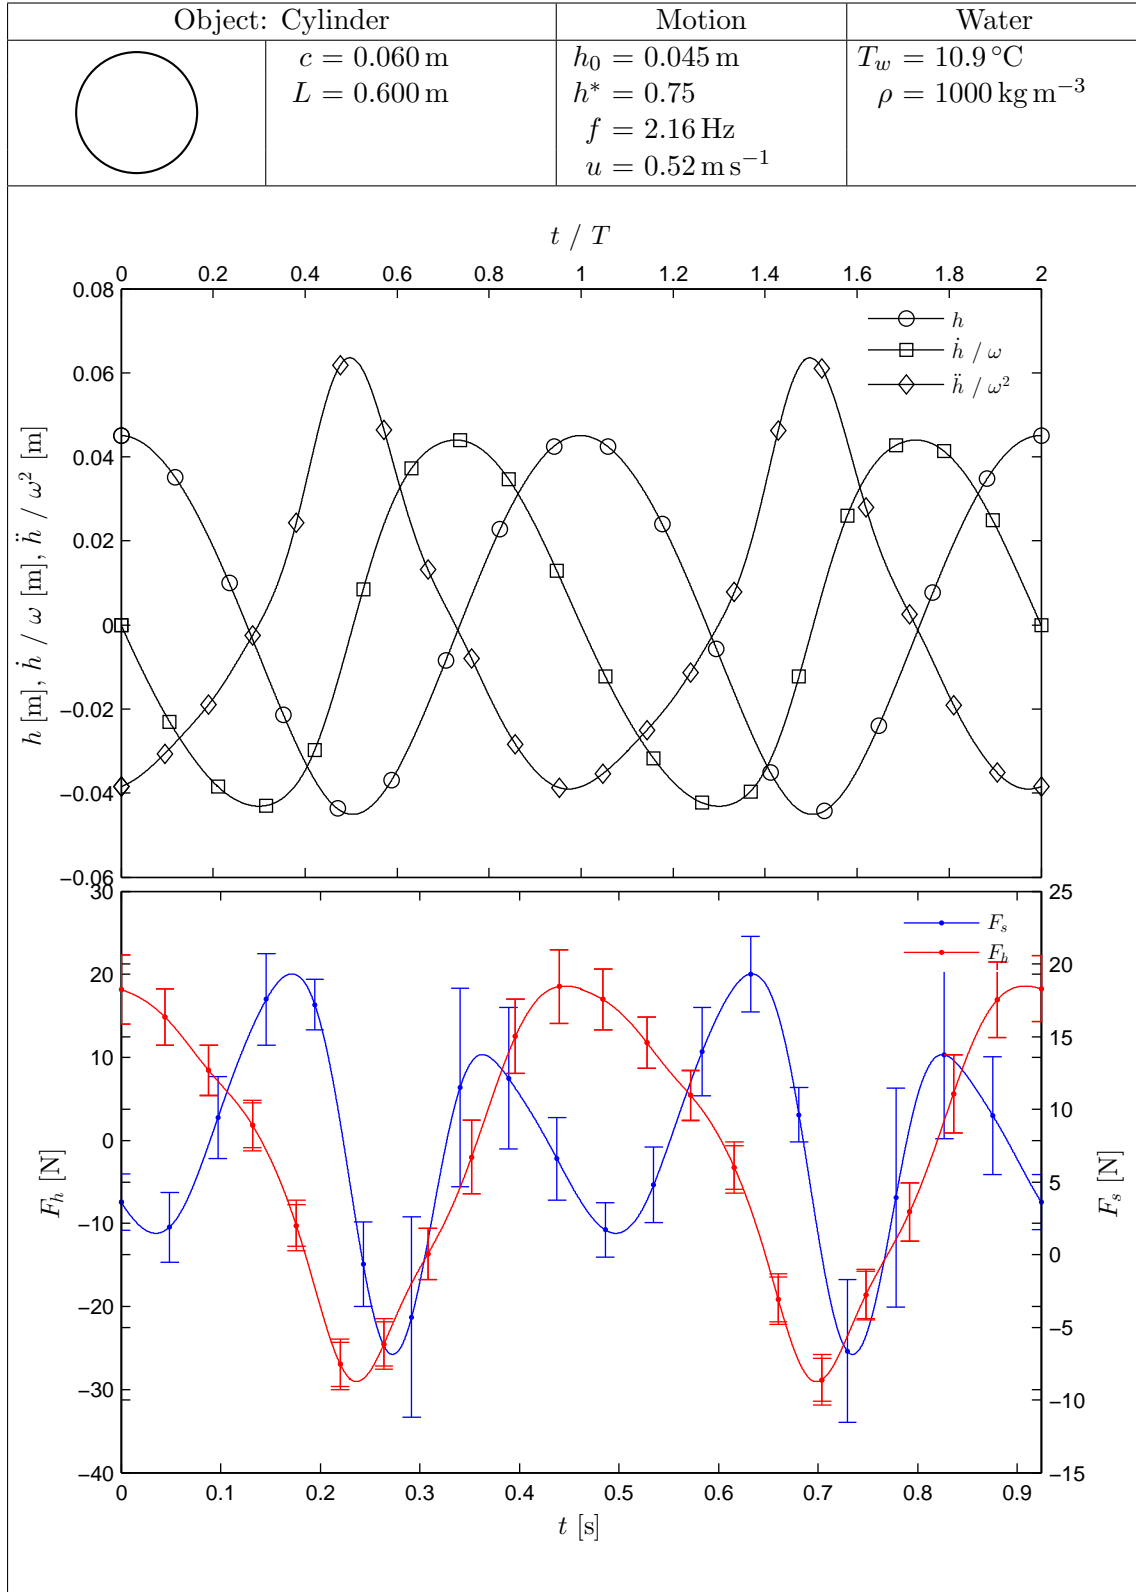 Object: Cylinder Motion Water
c = 0.060 m h₀ = 0.045 m T_w = 10.9 °C
L = 0.600 m h* = 0.75 ρ = 1000 kg m⁻³
f = 2.16 Hz
u = 0.52 m s⁻¹
t / T
0 0.2 0.4 0.6 0.8 1 1.2 1.4 1.6 1.8 2
0.08
0.06
0.04
0.02
0
−0.02
−0.04
−0.06
h [m], ḣ / ω [m], ḧ / ω² [m]
h
ḣ / ω
ḧ / ω²
30
20
10
0
−10
−20
−30
−40
F_h [N]
F_s
F_h
25
20
15
10
5
0
−5
−10
−15
F_s [N]
0 0.1 0.2 0.3 0.4 0.5 0.6 0.7 0.8 0.9
t [s]